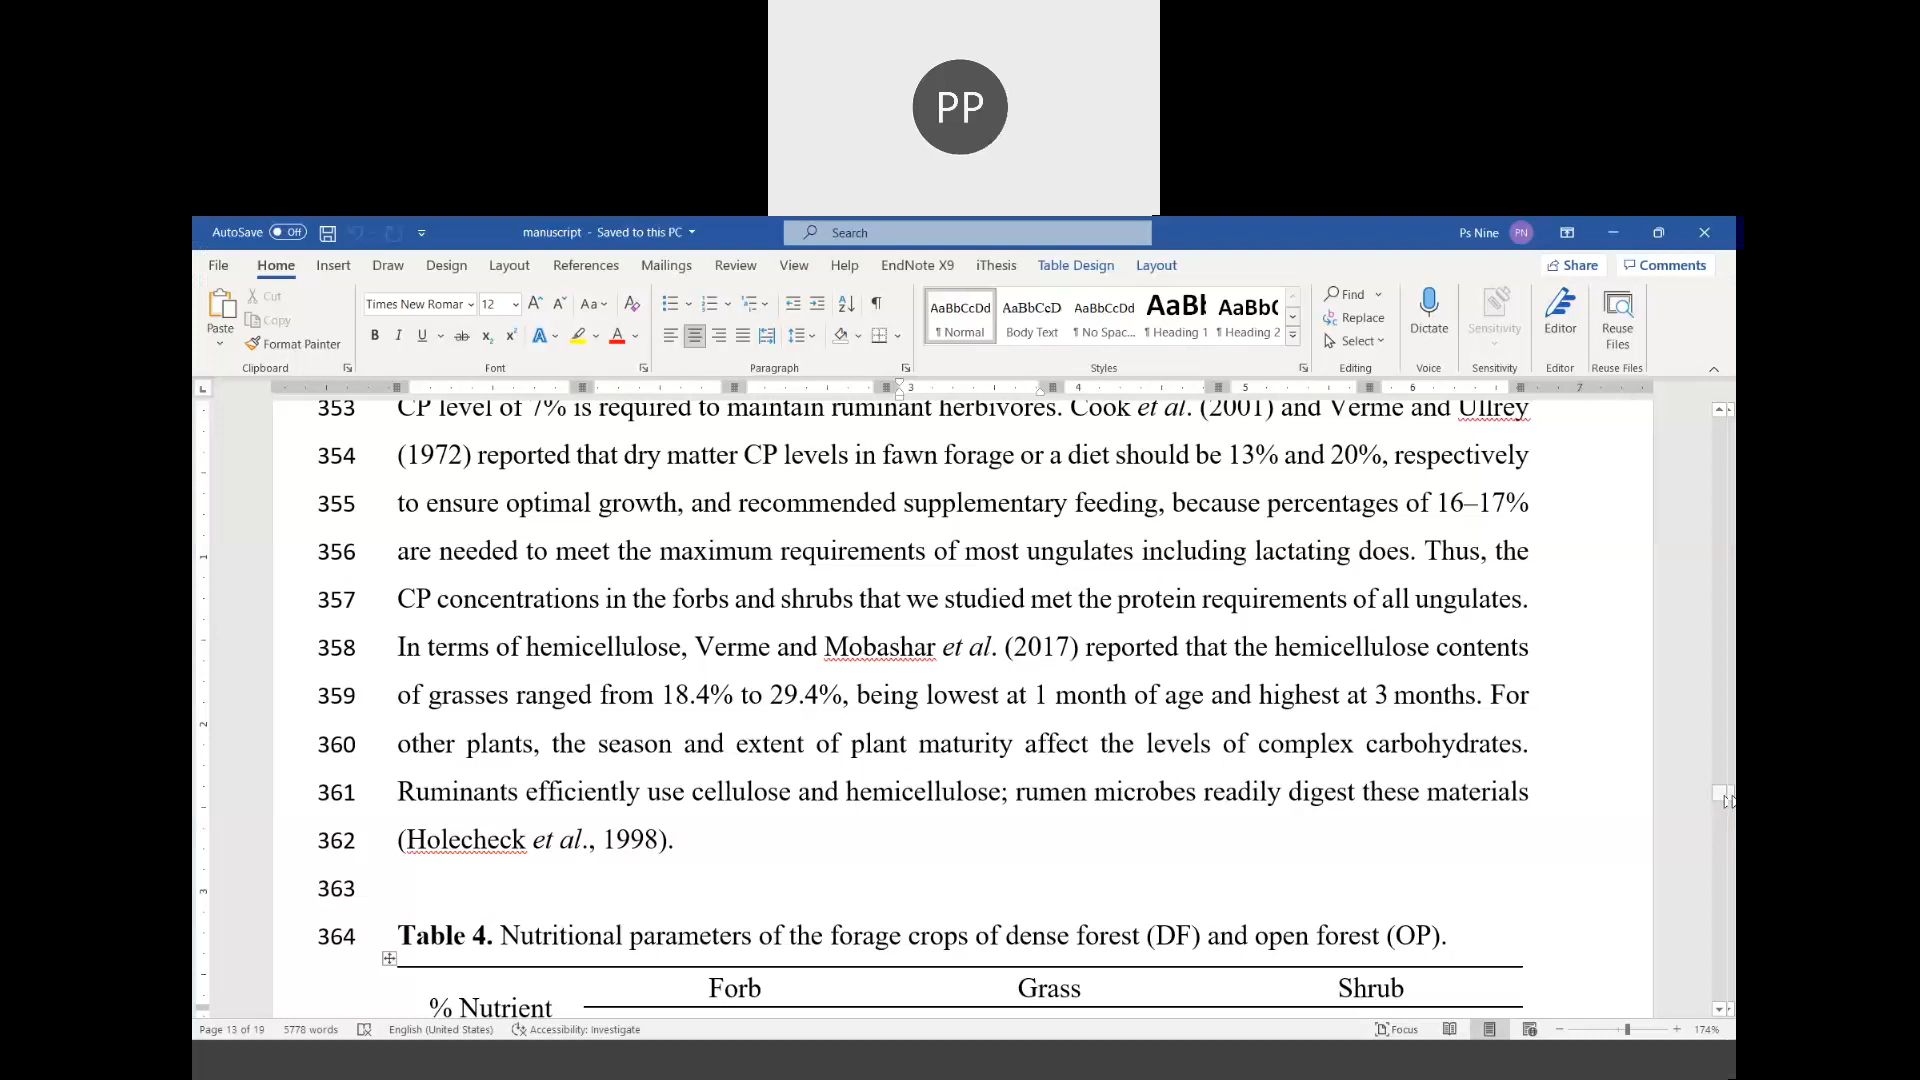 PP
AutoSave Off manuscript - Saved to this PC Search Ps Nine PN
File Home Insert Draw Design Layout References Mailings Review View Help EndNote X9 iThesis Table Design Layout Share Comments
Paste Cut Copy Format Painter
Times New Romar 12 Aa
B I U ab x₂ x² A A
AaBbCcDd AaBbCcD AaBbCcDd AaBb AaBbC
¶ Normal Body Text ¶ No Spac... ¶ Heading 1 ¶ Heading 2
Find Replace Select
Dictate Sensitivity Editor Reuse Files
Clipboard Font Paragraph Styles Editing Voice Sensitivity Editor Reuse Files
3 4 5 6 7
353 CP level of 7% is required to maintain ruminant herbivores. Cook et al. (2001) and Verme and Ullrey
354 (1972) reported that dry matter CP levels in fawn forage or a diet should be 13% and 20%, respectively
355 to ensure optimal growth, and recommended supplementary feeding, because percentages of 16–17%
356 are needed to meet the maximum requirements of most ungulates including lactating does. Thus, the
357 CP concentrations in the forbs and shrubs that we studied met the protein requirements of all ungulates.
358 In terms of hemicellulose, Verme and Mobashar et al. (2017) reported that the hemicellulose contents
359 of grasses ranged from 18.4% to 29.4%, being lowest at 1 month of age and highest at 3 months. For
360 other plants, the season and extent of plant maturity affect the levels of complex carbohydrates.
361 Ruminants efficiently use cellulose and hemicellulose; rumen microbes readily digest these materials
362 (Holecheck et al., 1998).
363
364 Table 4. Nutritional parameters of the forage crops of dense forest (DF) and open forest (OP).
Forb Grass Shrub
% Nutrient
Page 13 of 19 5778 words English (United States) Accessibility: Investigate Focus 174%